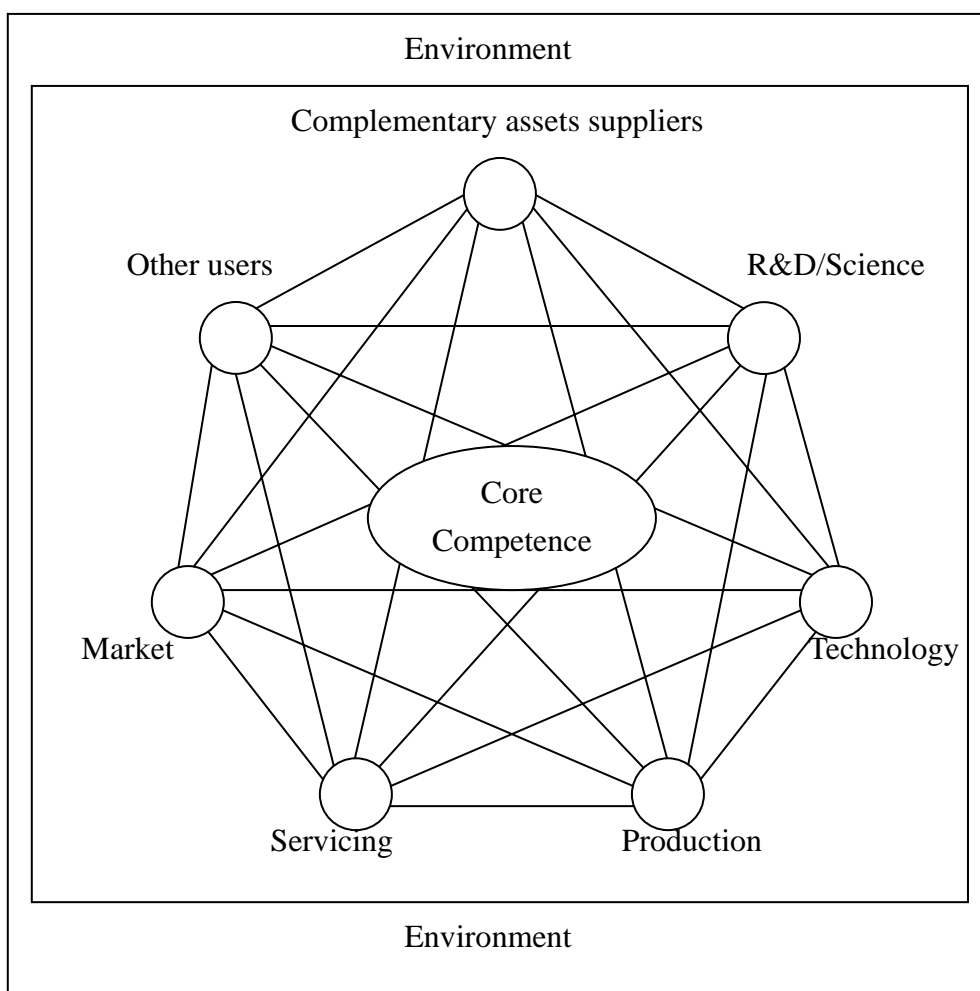 Environment
Complementary assets suppliers
Other users
R&D/Science
Core
Competence
Market
Technology
Servicing
Production
Environment